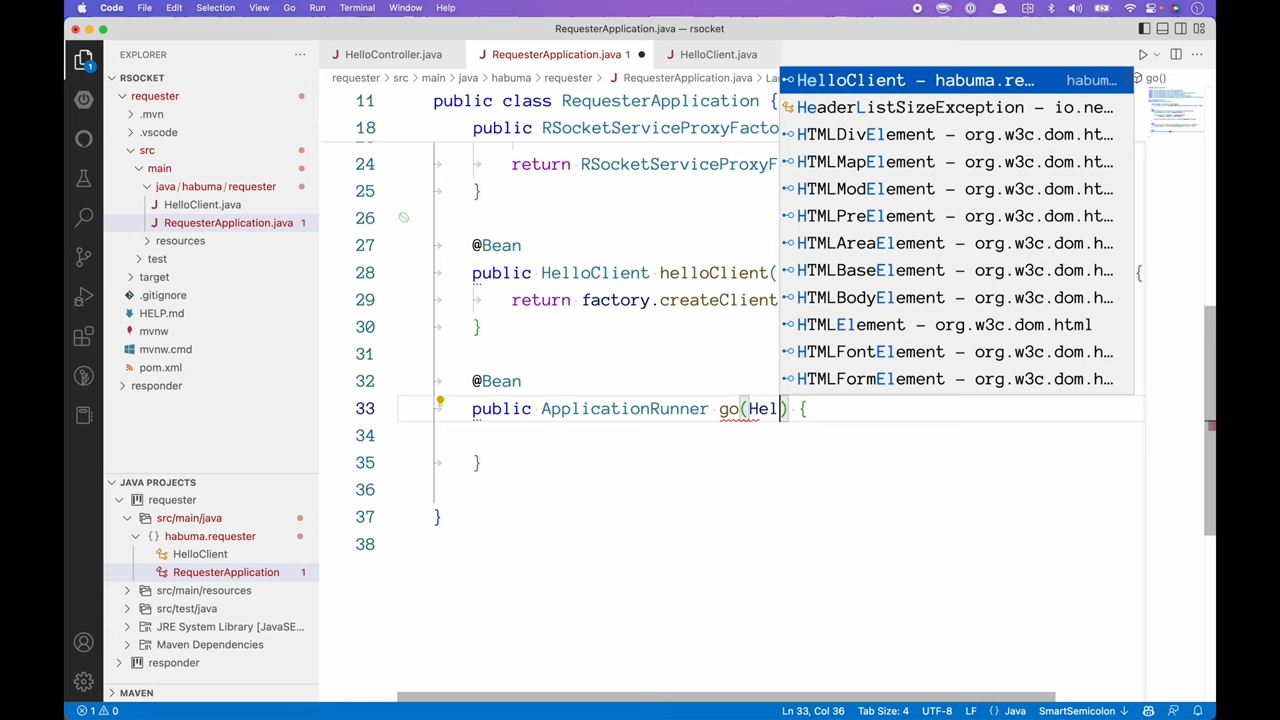 Code File Edit Selection View Go Run Terminal Window Help
RequesterApplication.java — rsocket
EXPLORER
RSOCKET
requester
.mvn
.vscode
src
main
java/habuma/requester
HelloClient.java
RequesterApplication.java 1
resources
test
target
.gitignore
HELP.md
mvnw
mvnw.cmd
pom.xml
responder
JAVA PROJECTS
requester
src/main/java
habuma.requester
HelloClient
RequesterApplication 1
src/main/resources
src/test/java
JRE System Library [JavaSE...
Maven Dependencies
responder
MAVEN
HelloController.java RequesterApplication.java 1 HelloClient.java
requester > src > main > java > habuma > requester > RequesterApplication.java > go()
11 public class RequesterApplication {
18 public RSocketServiceProxyFacto
24 return RSocketServiceProxyF
25 }
26
27 @Bean
28 public HelloClient helloClient( {
29 return factory.createClient
30 }
31
32 @Bean
33 public ApplicationRunner go(Hel) {
34
35 }
36
37 }
38
HelloClient – habuma.re... habum...
HeaderListSizeException – io.ne...
HTMLDivElement – org.w3c.dom.ht...
HTMLMapElement – org.w3c.dom.ht...
HTMLModElement – org.w3c.dom.ht...
HTMLPreElement – org.w3c.dom.ht...
HTMLAreaElement – org.w3c.dom.h...
HTMLBaseElement – org.w3c.dom.h...
HTMLBodyElement – org.w3c.dom.h...
HTMLElement – org.w3c.dom.html
HTMLFontElement – org.w3c.dom.h...
HTMLFormElement – org.w3c.dom.h...
1 0 Ln 33, Col 36 Tab Size: 4 UTF-8 LF {} Java SmartSemicolon